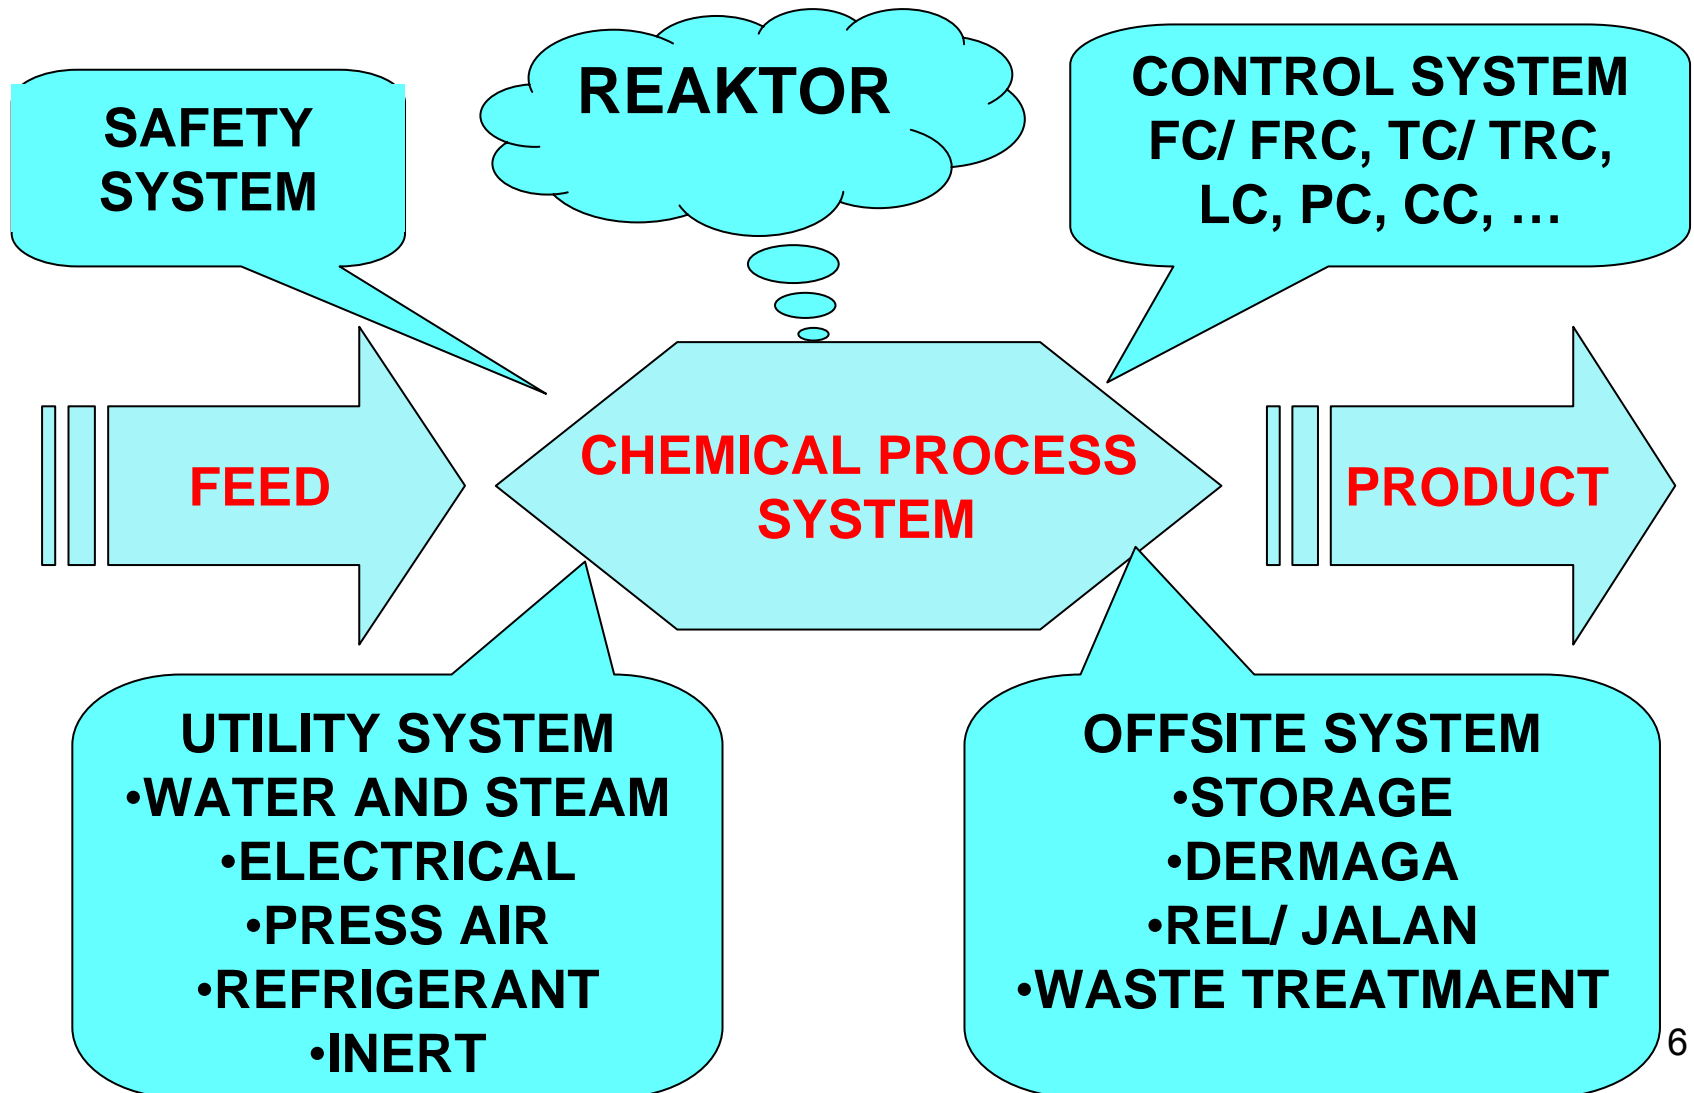 SAFETY
SYSTEM
REAKTOR
CONTROL SYSTEM
FC/ FRC, TC/ TRC,
LC, PC, CC, …
FEED
CHEMICAL PROCESS
SYSTEM
PRODUCT
UTILITY SYSTEM
•WATER AND STEAM
•ELECTRICAL
•PRESS AIR
•REFRIGERANT
•INERT
OFFSITE SYSTEM
•STORAGE
•DERMAGA
•REL/ JALAN
•WASTE TREATMAENT
6